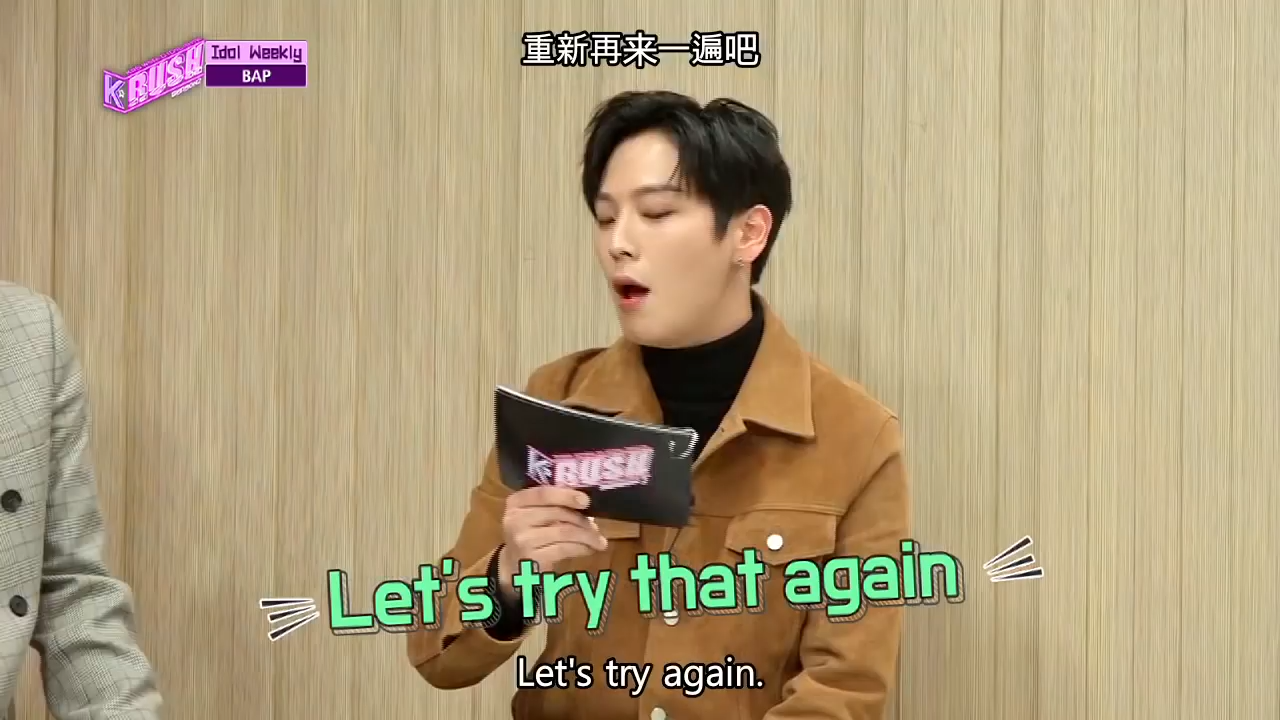 重新再来一遍吧
K RUSH
Idol Weekly
BAP
K RUSH
Let's try that again
Let's try again.